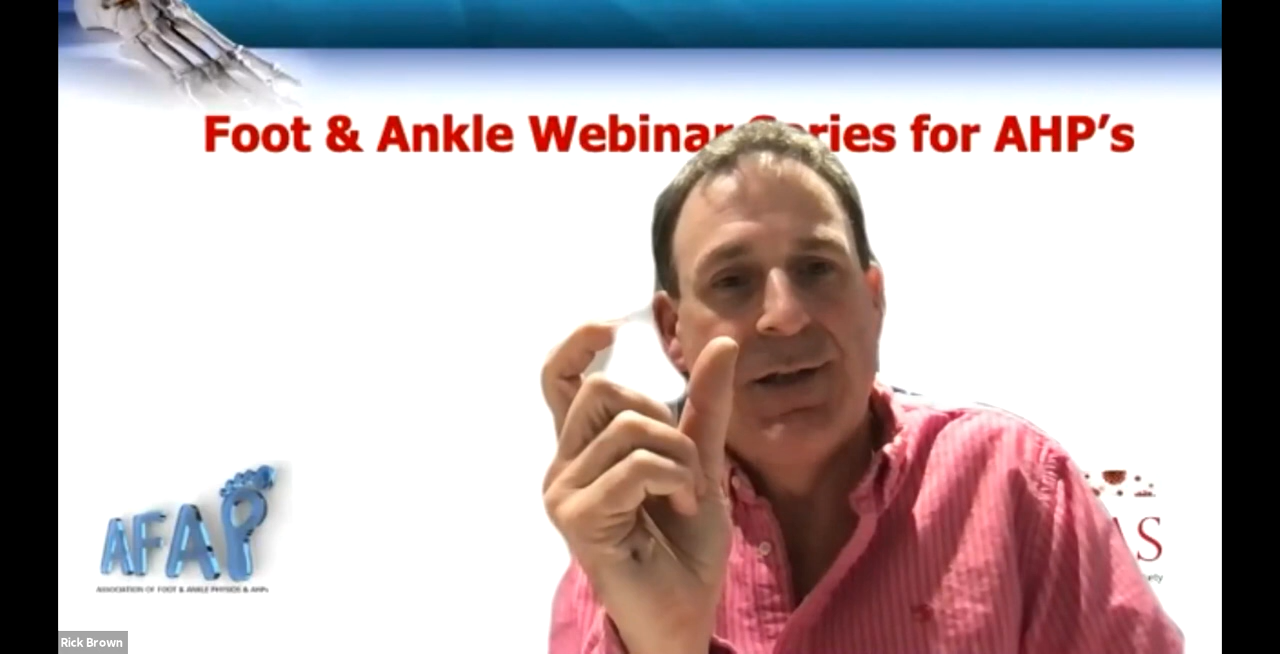 Foot & Ankle Webinar Series for AHP’s
AFAP
ASSOCIATION OF FOOT & ANKLE PHYSIOS & AHPs
AS
Rick Brown